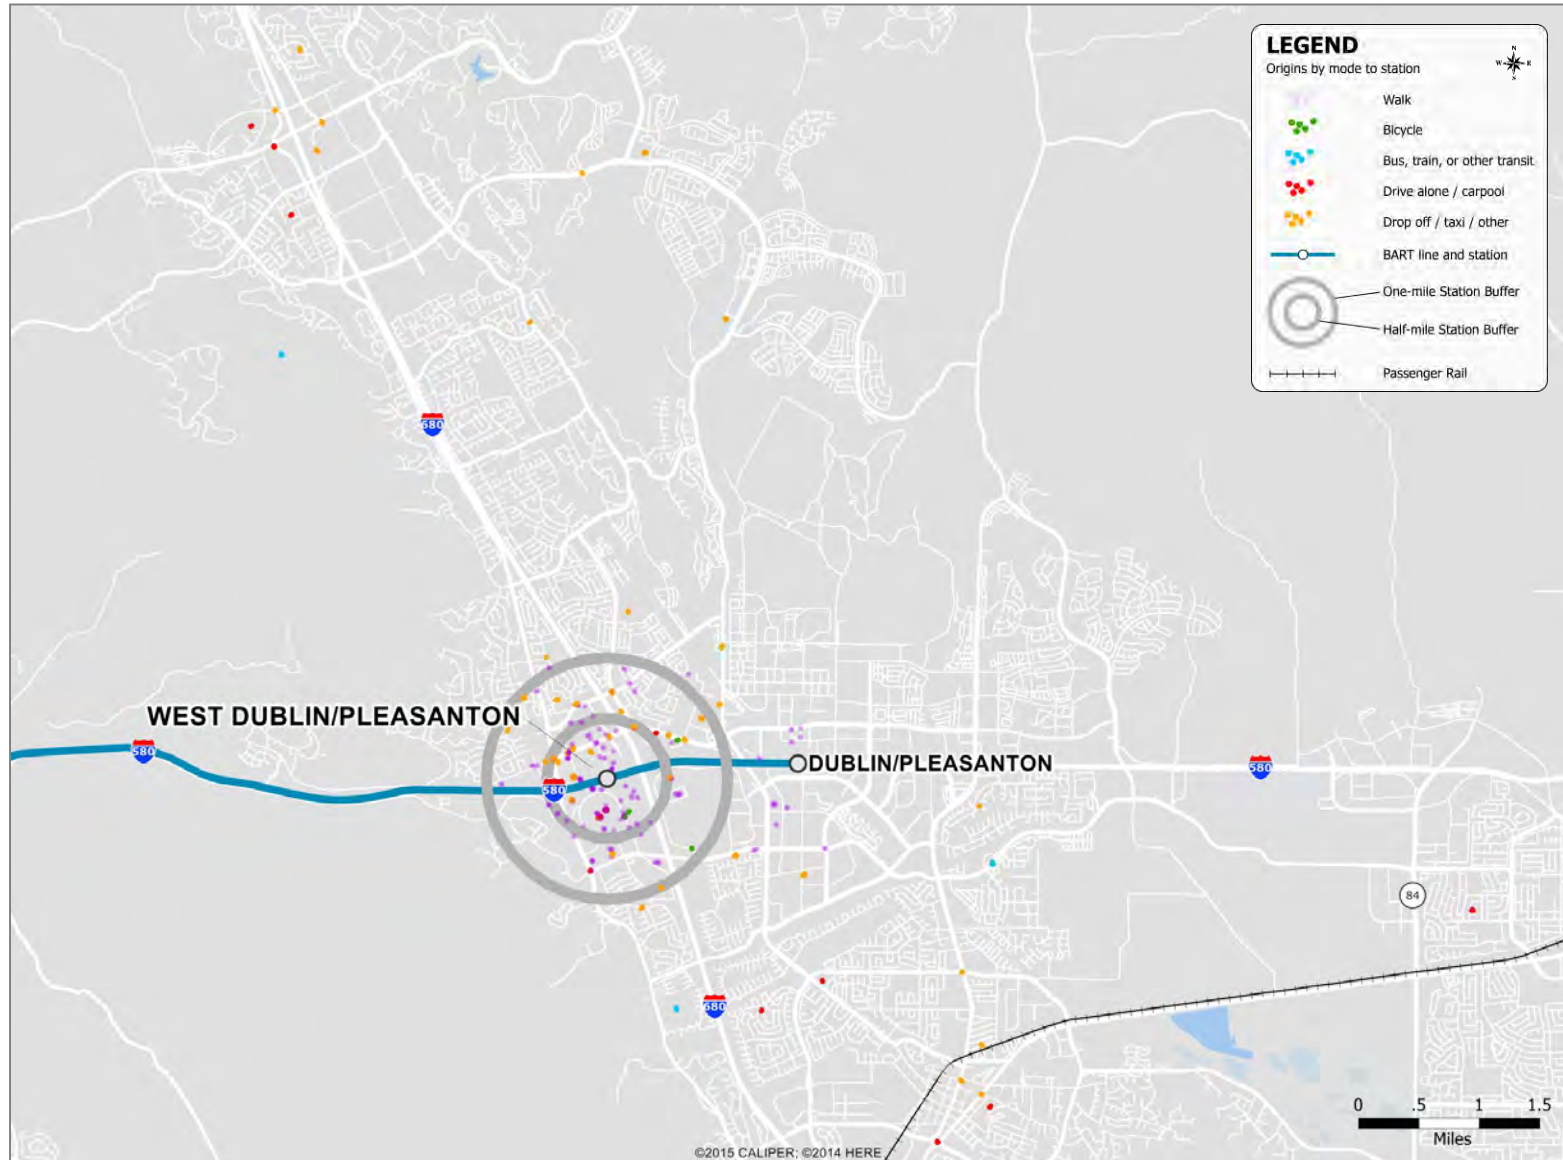 LEGEND
Origins by mode to station
N
W E
S
Walk
Bicycle
Bus, train, or other transit
Drive alone / carpool
Drop off / taxi / other
BART line and station
One-mile Station Buffer
Half-mile Station Buffer
Passenger Rail
680
WEST DUBLIN/PLEASANTON
580
DUBLIN/PLEASANTON
580
580
84
680
0 .5 1 1.5
Miles
©2015 CALIPER; ©2014 HERE